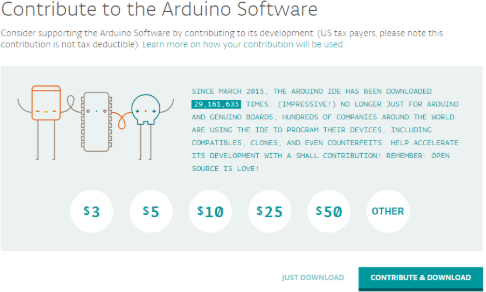 Contribute to the Arduino Software
Consider supporting the Arduino Software by contributing to its development. (US tax payers, please note this
contribution is not tax deductible). Learn more on how your contribution will be used.
SINCE MARCH 2015, THE ARDUINO IDE HAS BEEN DOWNLOADED
29,161,635 TIMES. (IMPRESSIVE!) NO LONGER JUST FOR ARDUINO
AND GENUINO BOARDS, HUNDREDS OF COMPANIES AROUND THE WORLD
ARE USING THE IDE TO PROGRAM THEIR DEVICES, INCLUDING
COMPATIBLES, CLONES, AND EVEN COUNTERFEITS. HELP ACCELERATE
ITS DEVELOPMENT WITH A SMALL CONTRIBUTION! REMEMBER: OPEN
SOURCE IS LOVE!
$3 $5 $10 $25 $50 OTHER
JUST DOWNLOAD CONTRIBUTE & DOWNLOAD